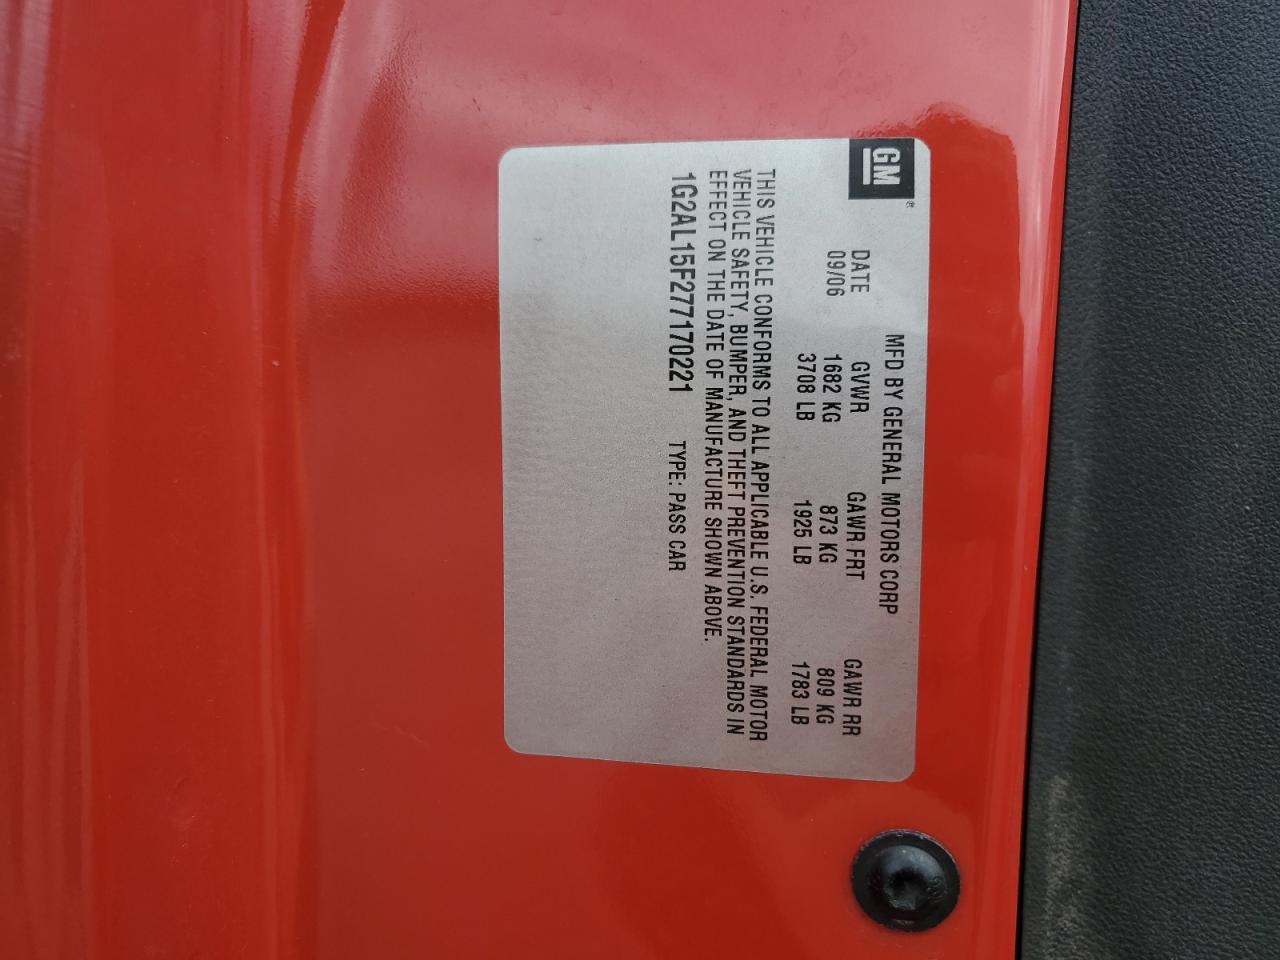 GM
MFD BY GENERAL MOTORS CORP
DATE GVWR GAWR FRT GAWR RR
09/06 1682 KG 873 KG 809 KG
3708 LB 1925 LB 1783 LB
THIS VEHICLE CONFORMS TO ALL APPLICABLE U.S. FEDERAL MOTOR
VEHICLE SAFETY, BUMPER, AND THEFT PREVENTION STANDARDS IN
EFFECT ON THE DATE OF MANUFACTURE SHOWN ABOVE.
1G2AL15F277170221 TYPE: PASS CAR